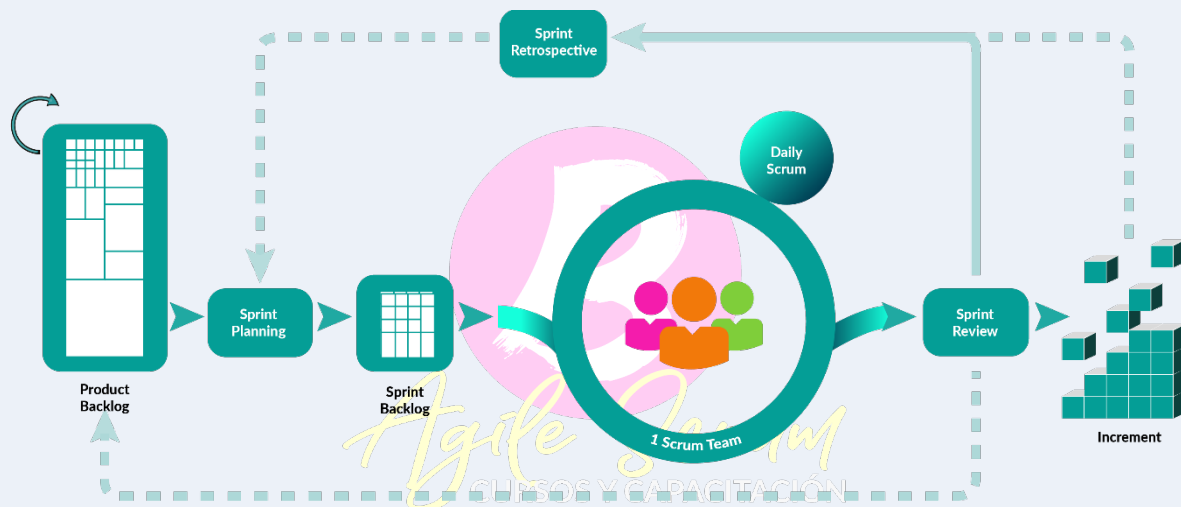 Sprint
Retrospective
Daily
Scrum
Sprint
Planning
Sprint
Review
Product
Backlog
Sprint
Backlog
1 Scrum Team
Increment
Agile Scrum
CURSOS Y CAPACITACIÓN